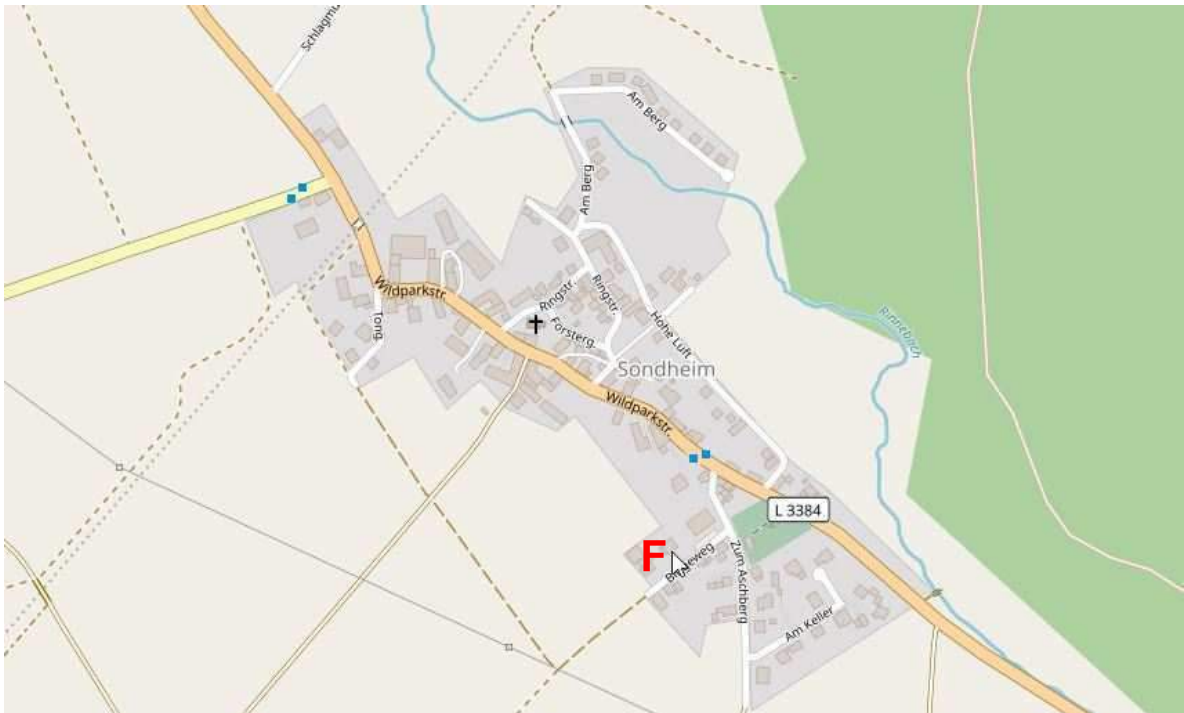 Schlagmü
Am Berg
Am Berg
Wildparkstr.
Ringstr.
Ringstr.
Tong.
Forsterg.
Hohe Luft
Rinnebach
Sondheim
Wildparkstr.
L 3384
F
Zum Aschberg
Am Keller